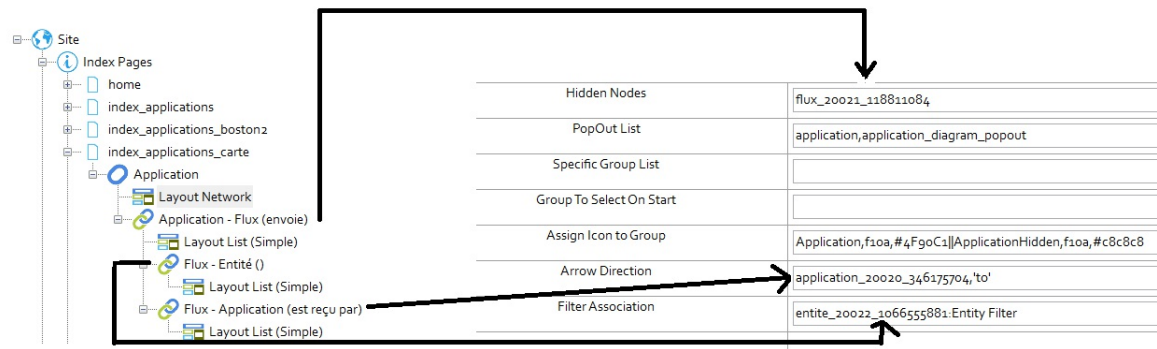 Site
Index Pages
home
index_applications
index_applications_boston2
index_applications_carte
Application
Layout Network
Application - Flux (envoie)
Layout List (Simple)
Flux - Entité ()
Layout List (Simple)
Flux - Application (est reçu par)
Layout List (Simple)
Hidden Nodes flux_20021_118811084
PopOut List application,application_diagram_popout
Specific Group List
Group To Select On Start
Assign Icon to Group Application,f10a,#4F90C1||ApplicationHidden,f10a,#c8c8c8
Arrow Direction application_20020_346175704,'to'
Filter Association entite_20022_1066555881:Entity Filter